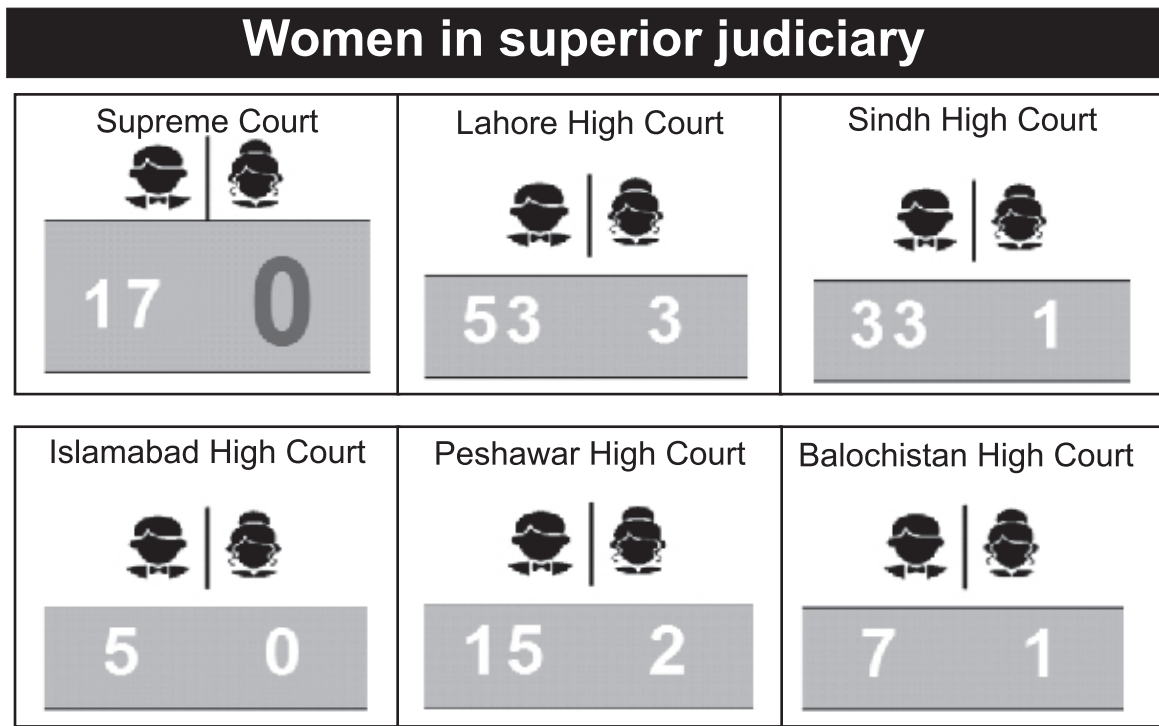 Women in superior judiciary
Supreme Court
17 0
Lahore High Court
53 3
Sindh High Court
33 1
Islamabad High Court
5 0
Peshawar High Court
15 2
Balochistan High Court
7 1